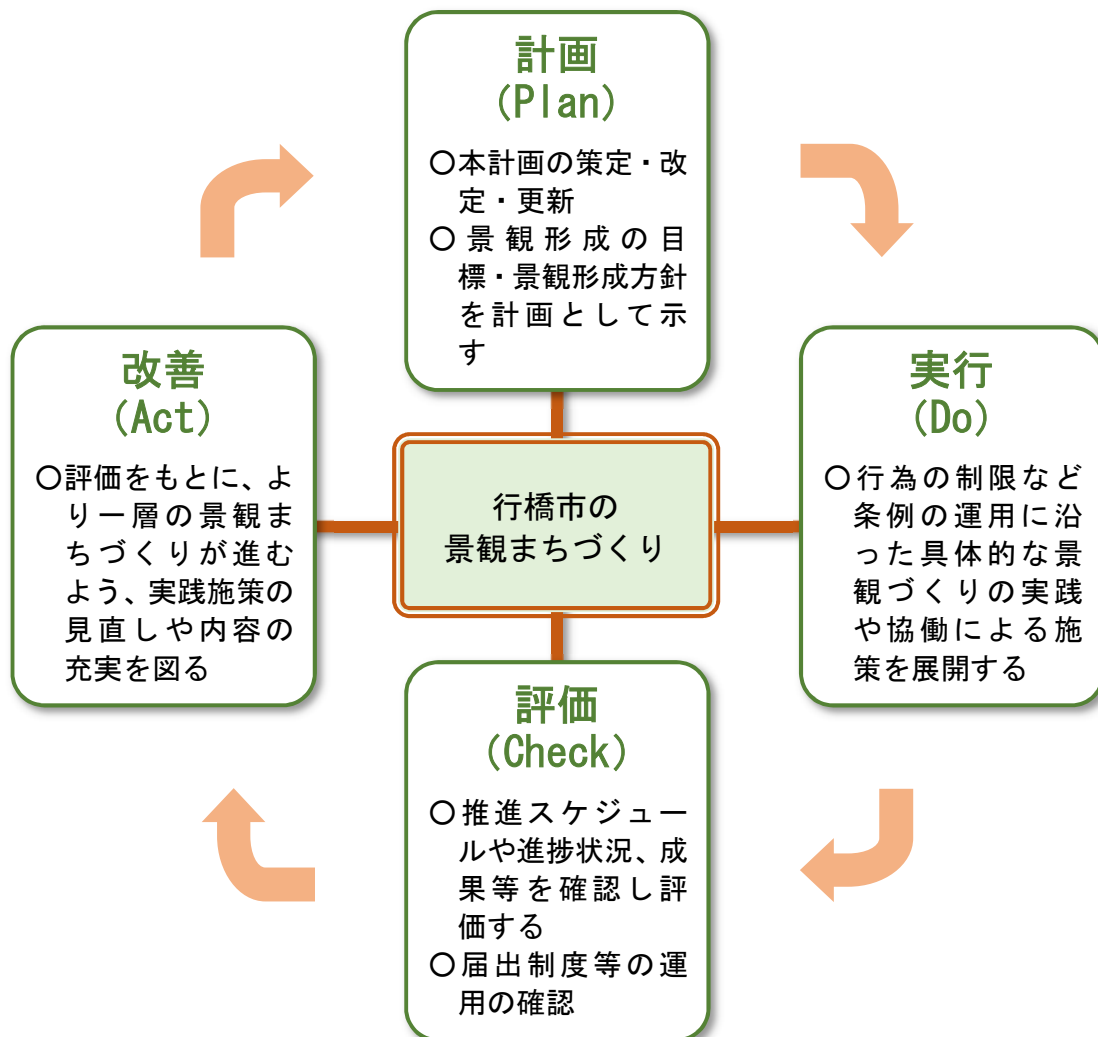 計画
(Plan)
〇本計画の策定・改
定・更新
〇景観形成の目
標・景観形成方針
を計画として示
す
改善
(Act)
〇評価をもとに、よ
り一層の景観ま
ちづくりが進む
よう、実践施策の
見直しや内容の
充実を図る
行橋市の
景観まちづくり
実行
(Do)
〇行為の制限など
条例の運用に沿
った具体的な景
観づくりの実践
や協働による施
策を展開する
評価
(Check)
〇推進スケジュー
ルや進捗状況、成
果等を確認し評
価する
〇届出制度等の運
用の確認